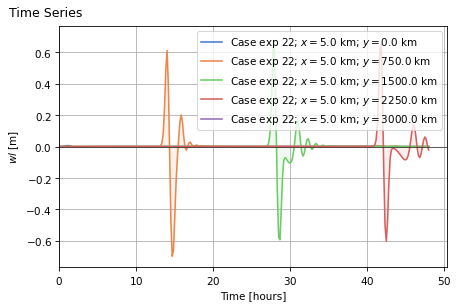 Time Series
Case exp 22; x = 5.0 km; y = 0.0 km
Case exp 22; x = 5.0 km; y = 750.0 km
Case exp 22; x = 5.0 km; y = 1500.0 km
Case exp 22; x = 5.0 km; y = 2250.0 km
Case exp 22; x = 5.0 km; y = 3000.0 km
0.6
0.4
0.2
0.0
−0.2
−0.4
−0.6
wl [m]
0 10 20 30 40 50
Time [hours]